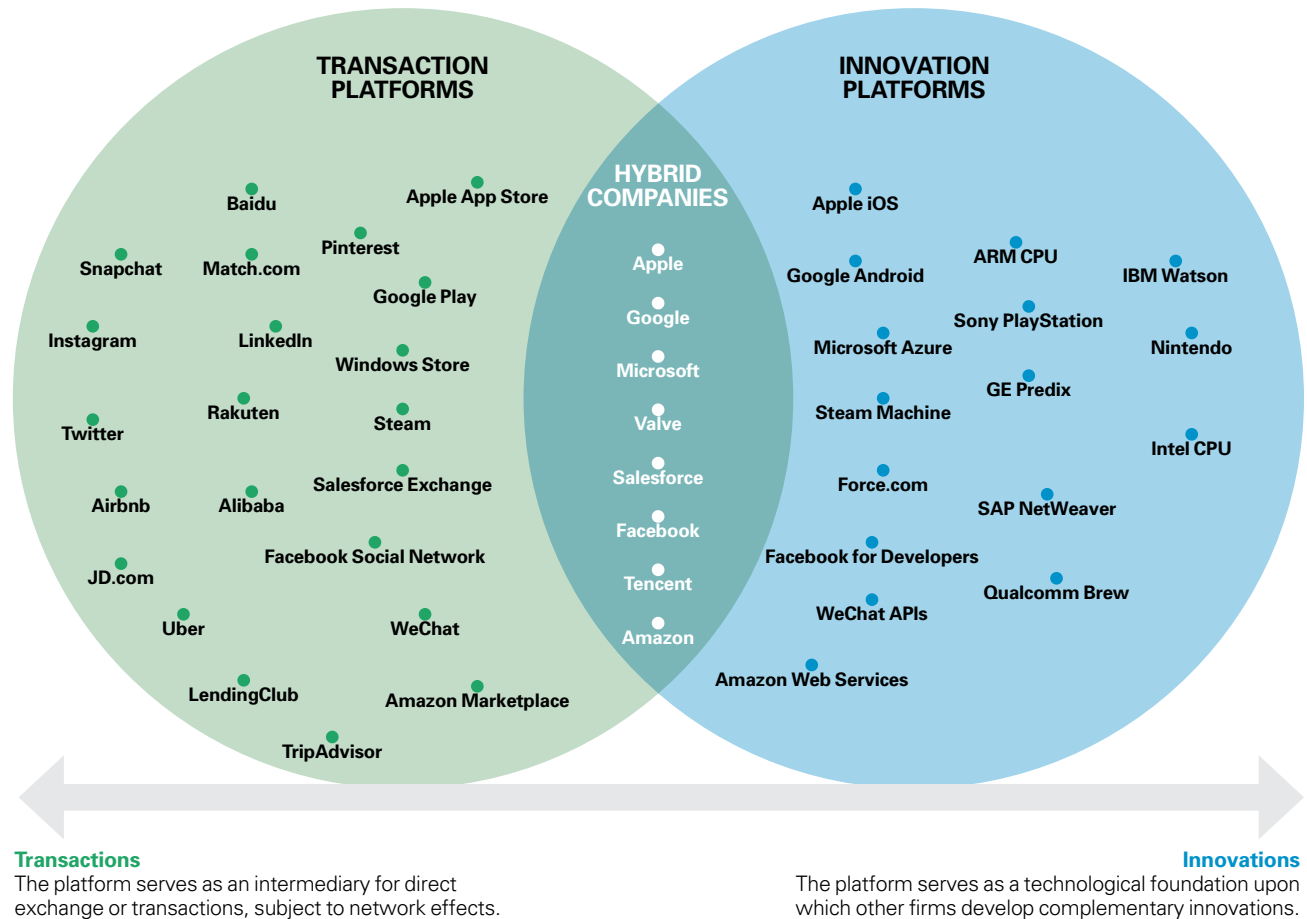 TRANSACTION
PLATFORMS
INNOVATION
PLATFORMS
HYBRID
COMPANIES
Baidu
Apple App Store
Pinterest
Snapchat
Match.com
Google Play
Instagram
LinkedIn
Windows Store
Rakuten
Steam
Twitter
Salesforce Exchange
Airbnb
Alibaba
Facebook Social Network
JD.com
Uber
WeChat
LendingClub
Amazon Marketplace
TripAdvisor
Apple
Google
Microsoft
Valve
Salesforce
Facebook
Tencent
Amazon
Apple iOS
ARM CPU
Google Android
IBM Watson
Sony PlayStation
Microsoft Azure
Nintendo
GE Predix
Steam Machine
Intel CPU
Force.com
SAP NetWeaver
Facebook for Developers
Qualcomm Brew
WeChat APIs
Amazon Web Services
Transactions
The platform serves as an intermediary for direct
exchange or transactions, subject to network effects.
Innovations
The platform serves as a technological foundation upon
which other firms develop complementary innovations.